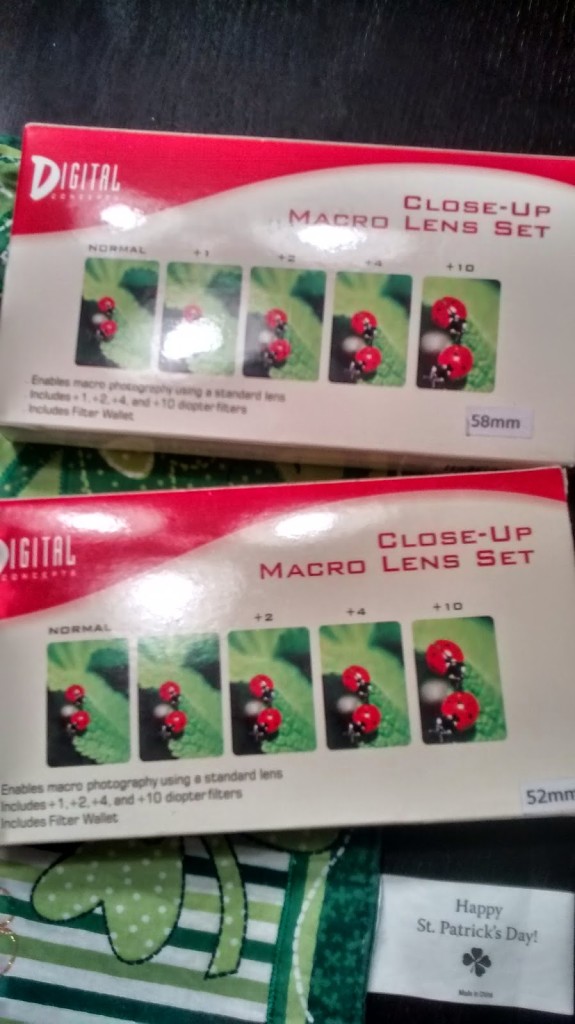 DIGITAL
CONCEPTS
CLOSE-UP
MACRO LENS SET
NORMAL
+1
+2
+4
+10
Enables macro photography using a standard lens
Includes +1, +2, +4, and +10 diopter filters
Includes Filter Wallet
58mm
DIGITAL
CONCEPTS
CLOSE-UP
MACRO LENS SET
NORMAL
+2
+4
+10
Enables macro photography using a standard lens
Includes +1, +2, +4, and +10 diopter filters
Includes Filter Wallet
52mm
Happy
St. Patrick's Day!
Made in China